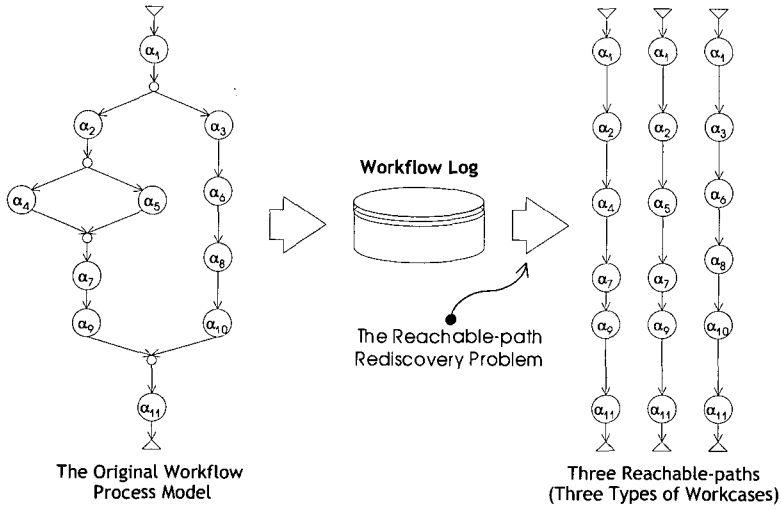 α1
α2
α3
α4
α5
α6
α7
α8
α9
α10
α11
The Original Workflow
Process Model
Workflow Log
The Reachable-path
Rediscovery Problem
α1 α1 α1
α2 α2 α3
α4 α5 α6
α7 α7 α8
α9 α9 α10
α11 α11 α11
Three Reachable-paths
(Three Types of Workcases)